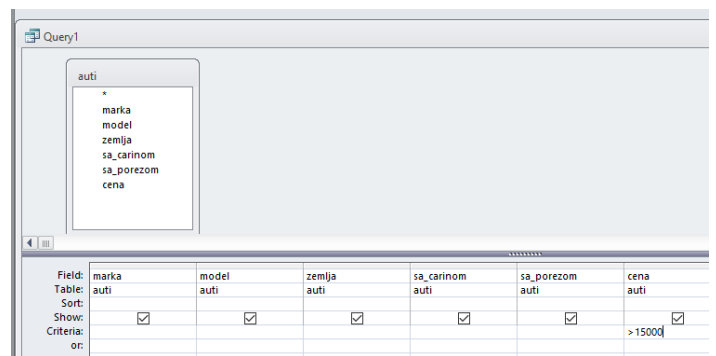 Query1
auti
*
marka
model
zemlja
sa_carinom
sa_porezom
cena
Field: marka model zemlja sa_carinom sa_porezom cena
Table: auti auti auti auti auti auti
Sort:
Show:
Criteria: >15000
or: